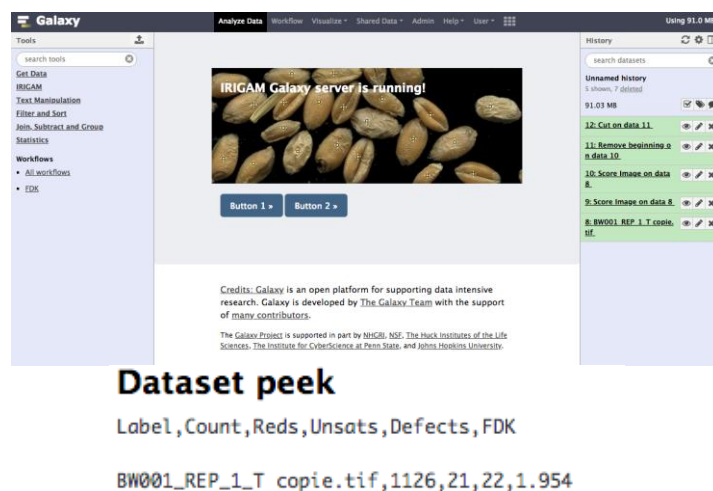 Galaxy
Analyze Data Workflow Visualize Shared Data Admin Help User
Using 91.0 MB
Tools
search tools
Get Data
IRIGAM
Text Manipulation
Filter and Sort
Join, Subtract and Group
Statistics
Workflows
All workflows
FDK
IRIGAM Galaxy server is running!
Button 1 »
Button 2 »
Credits: Galaxy is an open platform for supporting data intensive
research. Galaxy is developed by The Galaxy Team with the support
of many contributors.
The Galaxy Project is supported in part by NHGRI, NSF, The Huck Institutes of the Life
Sciences, The Institute for CyberScience at Penn State, and Johns Hopkins University.
History
search datasets
Unnamed history
5 shown, 7 deleted
91.03 MB
12: Cut on data 11
11: Remove beginning o
n data 10
10: Score Image on data
8
9: Score Image on data 8
8: BW001_REP_1_T copie.
tif
Dataset peek
Label,Count,Reds,Unsats,Defects,FDK
BW001_REP_1_T copie.tif,1126,21,22,1.954